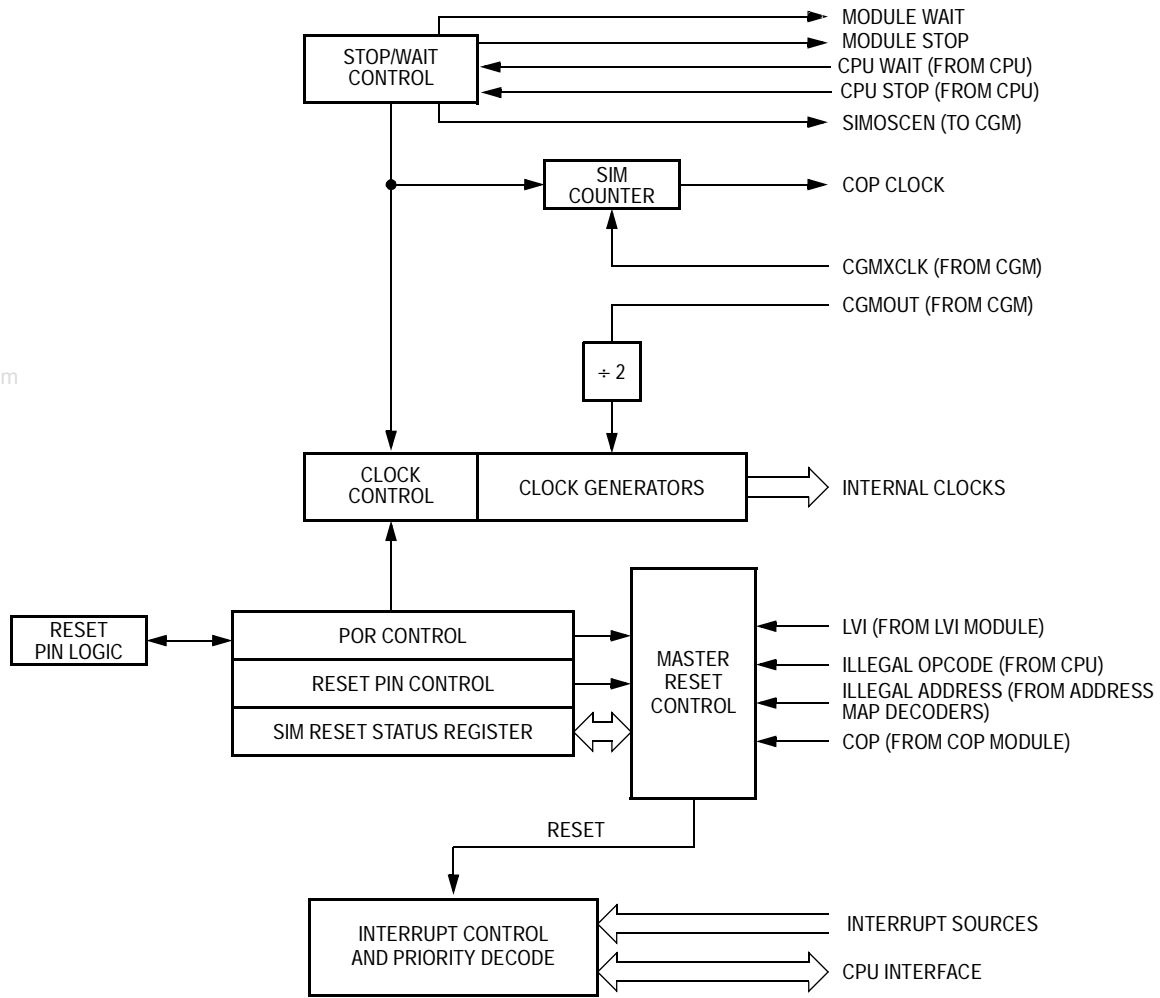 MODULE WAIT
MODULE STOP
STOP/WAIT
CONTROL
CPU WAIT (FROM CPU)
CPU STOP (FROM CPU)
SIMOSCEN (TO CGM)
SIM
COUNTER
COP CLOCK
CGMXCLK (FROM CGM)
CGMOUT (FROM CGM)
m
÷ 2
CLOCK
CONTROL
CLOCK GENERATORS
INTERNAL CLOCKS
RESET
PIN LOGIC
POR CONTROL
RESET PIN CONTROL
SIM RESET STATUS REGISTER
MASTER
RESET
CONTROL
LVI (FROM LVI MODULE)
ILLEGAL OPCODE (FROM CPU)
ILLEGAL ADDRESS (FROM ADDRESS
MAP DECODERS)
COP (FROM COP MODULE)
RESET
INTERRUPT CONTROL
AND PRIORITY DECODE
INTERRUPT SOURCES
CPU INTERFACE